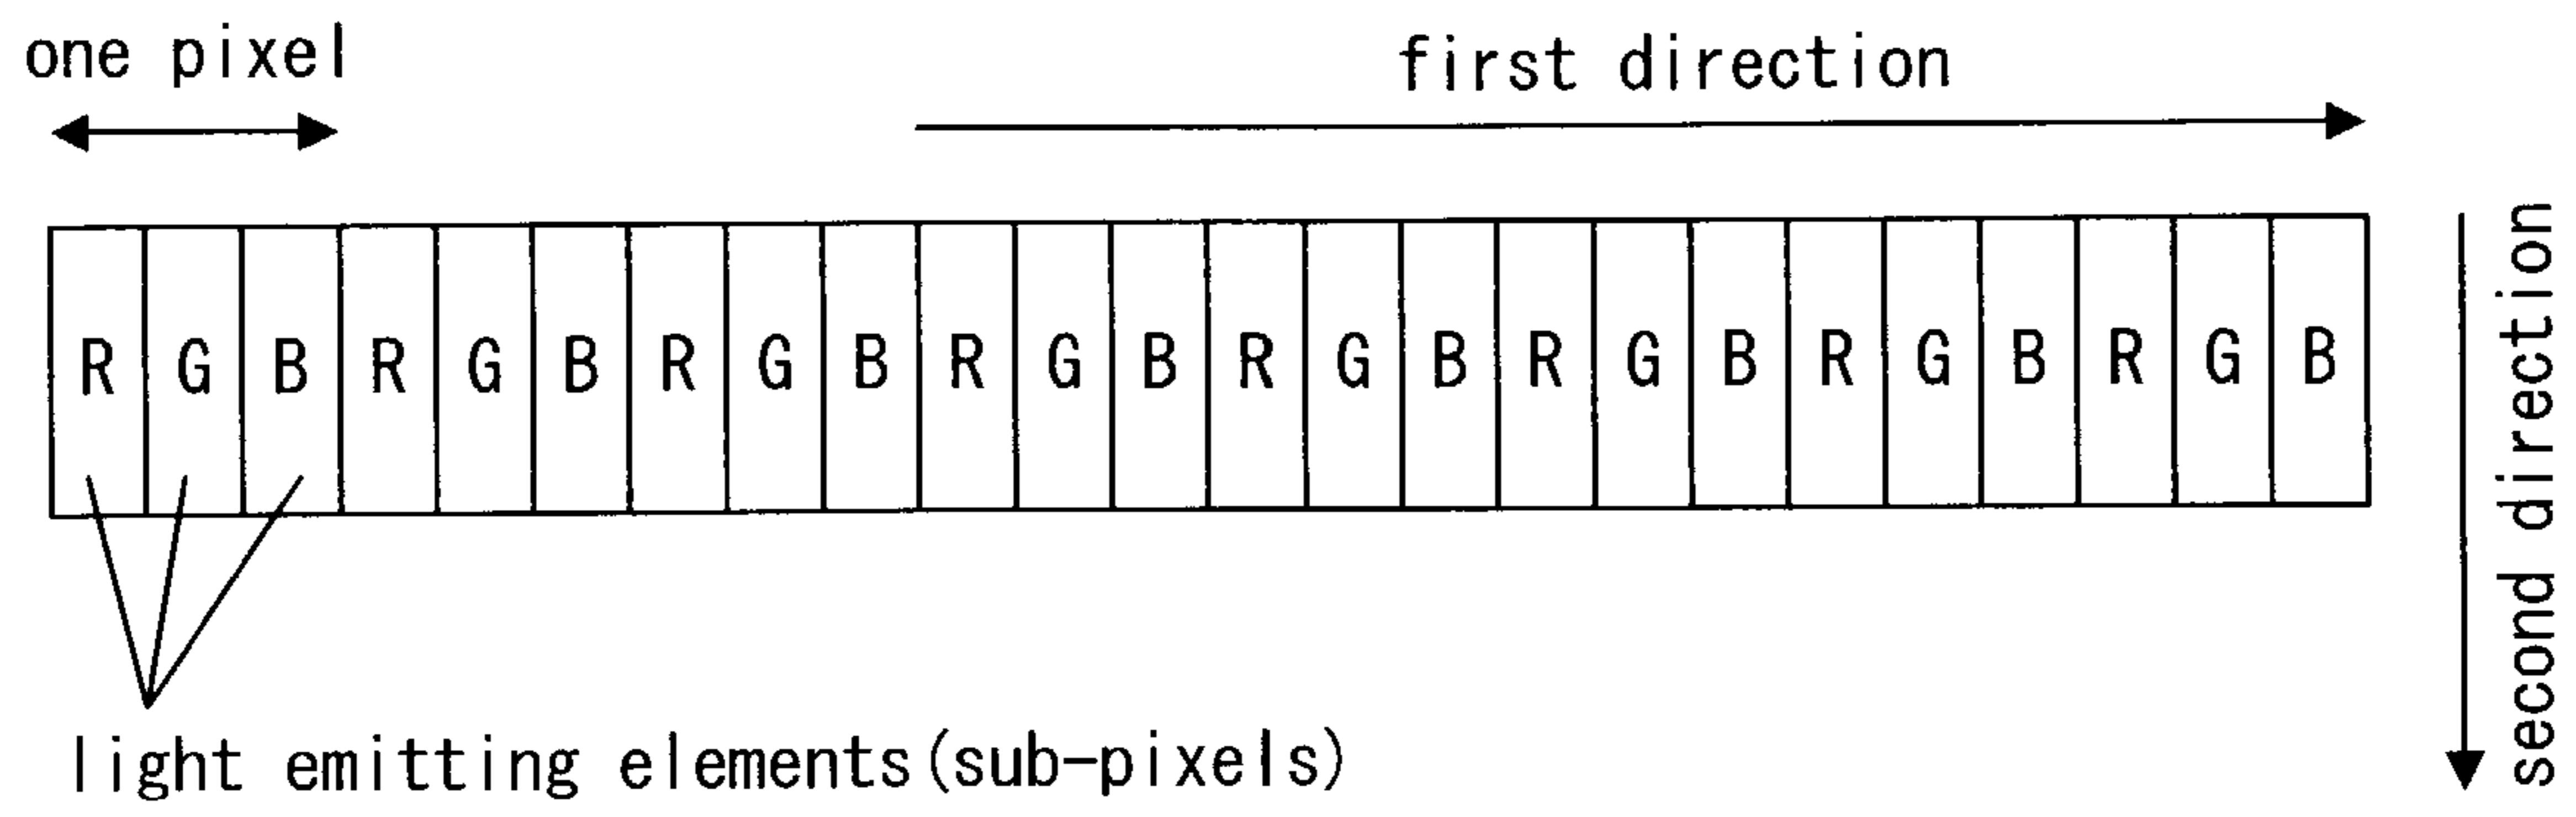 one pixel
first direction
R G B R G B R G B R G B R G B R G B R G B R G B
second direction
light emitting elements(sub-pixels)